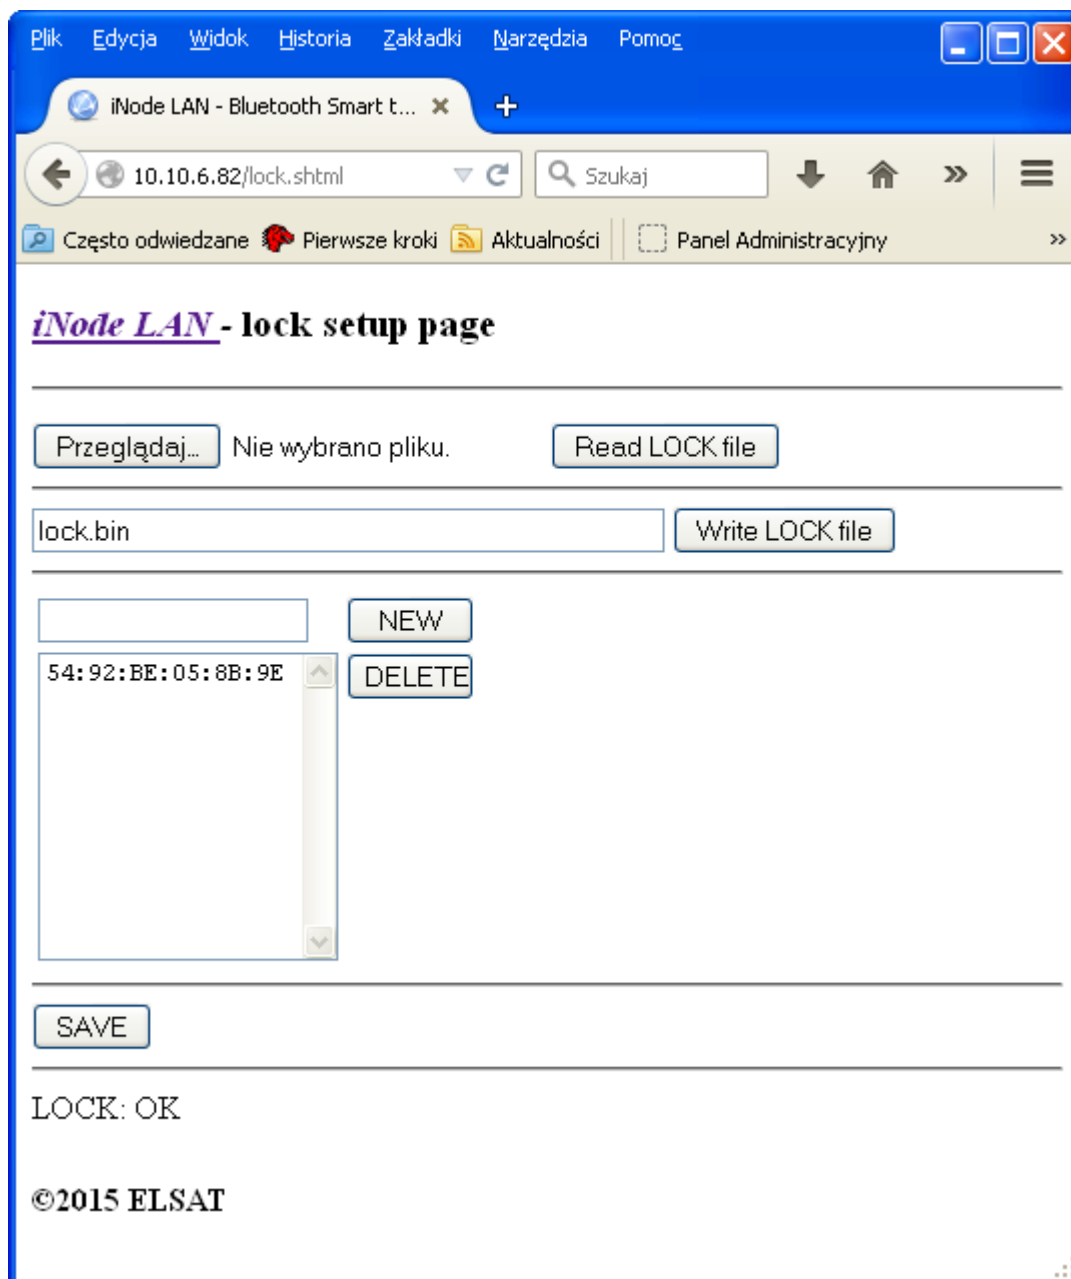 Plik Edycja Widok Historia Zakładki Narzędzia Pomoc
iNode LAN - Bluetooth Smart t...
10.10.6.82/lock.shtml Szukaj
Często odwiedzane Pierwsze kroki Aktualności Panel Administracyjny
iNode LAN - lock setup page
Przeglądaj... Nie wybrano pliku. Read LOCK file
lock.bin Write LOCK file
NEW
54:92:BE:05:8B:9E DELETE
SAVE
LOCK: OK
©2015 ELSAT